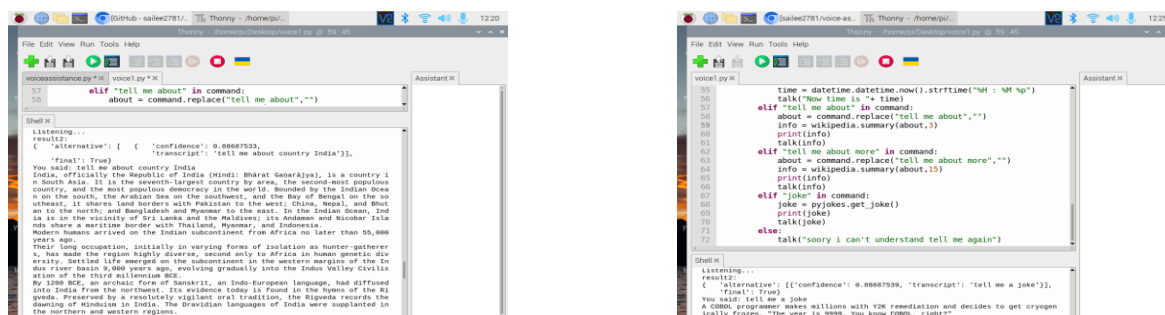 [GitHub - sailee2781/... Thonny - /home/pi/... 12:20
Thonny - /home/pi/Desktop/voice1.py @ 59 : 45
File Edit View Run Tools Help
voiceassistance.py * voice1.py * Assistant
57 elif "tell me about" in command:
58 about = command.replace("tell me about","")
Shell
Listening...
result2:
{ 'alternative': [ { 'confidence': 0.88687533,
'transcript': 'tell me about country India'}],
'final': True}
You said: tell me about country India
India, officially the Republic of India (Hindi: Bhārat Gaṇarājya), is a country i
n South Asia. It is the seventh-largest country by area, the second-most populous
country, and the most populous democracy in the world. Bounded by the Indian Ocea
n on the south, the Arabian Sea on the southwest, and the Bay of Bengal on the so
utheast, it shares land borders with Pakistan to the west; China, Nepal, and Bhut
an to the north; and Bangladesh and Myanmar to the east. In the Indian Ocean, Ind
ia is in the vicinity of Sri Lanka and the Maldives; its Andaman and Nicobar Isla
nds share a maritime border with Thailand, Myanmar, and Indonesia.
Modern humans arrived on the Indian subcontinent from Africa no later than 55,000
years ago.
Their long occupation, initially in varying forms of isolation as hunter-gatherer
s, has made the region highly diverse, second only to Africa in human genetic div
ersity. Settled life emerged on the subcontinent in the western margins of the In
dus river basin 9,000 years ago, evolving gradually into the Indus Valley Civilis
ation of the third millennium BCE.
By 1200 BCE, an archaic form of Sanskrit, an Indo-European language, had diffused
into India from the northwest. Its evidence today is found in the hymns of the Ri
gveda. Preserved by a resolutely vigilant oral tradition, the Rigveda records the
dawning of Hinduism in India. The Dravidian languages of India were supplanted in
the northern and western regions.
[sailee2781/voice-as... Thonny - /home/pi/... 12:25
Thonny - /home/pi/Desktop/voice1.py @ 59 : 45
File Edit View Run Tools Help
voice1.py Assistant
55 time = datetime.datetime.now().strftime("%H : %M %p")
56 talk("Now time is "+ time)
57 elif "tell me about" in command:
58 about = command.replace("tell me about","")
59 info = wikipedia.summary(about,3)
60 print(info)
61 talk(info)
62 elif "tell me about more" in command:
63 about = command.replace("tell me about more","")
64 info = wikipedia.summary(about,15)
65 print(info)
66 talk(info)
67 elif "joke" in command:
68 joke = pyjokes.get_joke()
69 print(joke)
70 talk(joke)
71 else:
72 talk("soory i can't understand tell me again")
Shell
Listening...
result2:
{ 'alternative': [{'confidence': 0.88687539, 'transcript': 'tell me a joke'}],
'final': True}
You said: tell me a joke
A COBOL programmer makes millions with Y2K remediation and decides to get cryogen
ically frozen. "The year is 9999. You know COBOL, right?"